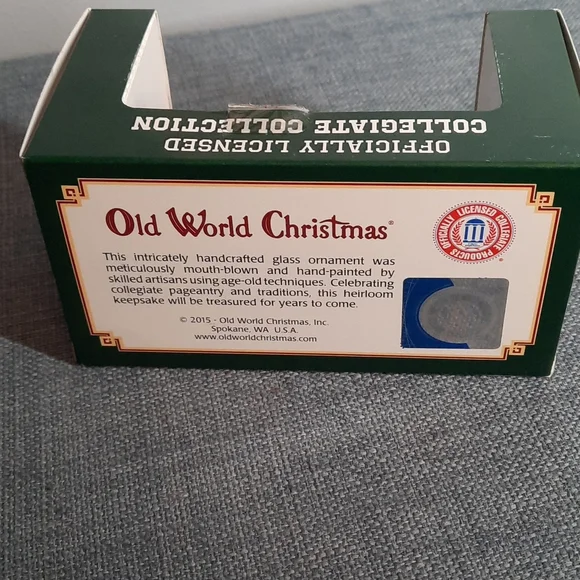 OFFICIALLY LICENSED
COLLEGIATE COLLECTION
Old World Christmas®
This intricately handcrafted glass ornament was
meticulously mouth-blown and hand-painted by
skilled artisans using age-old techniques. Celebrating
collegiate pageantry and traditions, this heirloom
keepsake will be treasured for years to come.
© 2015 - Old World Christmas, Inc.
Spokane, WA U.S.A.
www.oldworldchristmas.com
OFFICIALLY LICENSED COLLEGIATE PRODUCTS